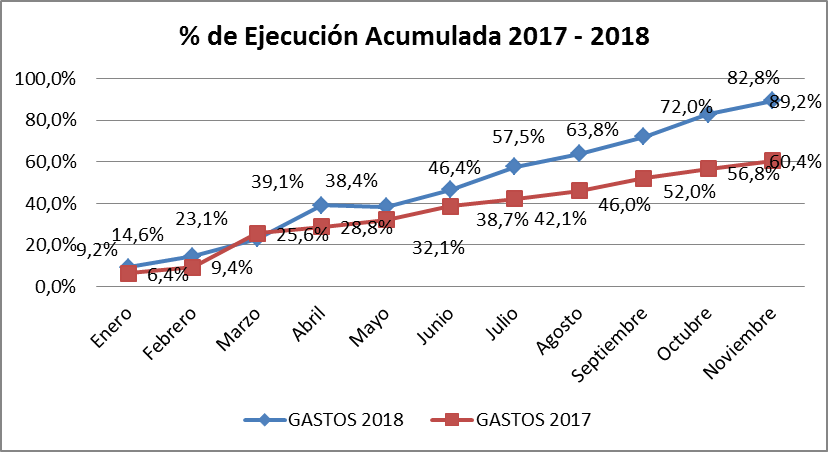 % de Ejecución Acumulada 2017 - 2018
100,0%
80,0%
60,0%
40,0%
20,0%
0,0%
9,2%
14,6%
23,1%
39,1%
38,4%
46,4%
57,5%
63,8%
72,0%
82,8%
89,2%
6,4%
9,4%
25,6%
28,8%
32,1%
38,7%
42,1%
46,0%
52,0%
56,8%
60,4%
Enero
Febrero
Marzo
Abril
Mayo
Junio
Julio
Agosto
Septiembre
Octubre
Noviembre
GASTOS 2018
GASTOS 2017